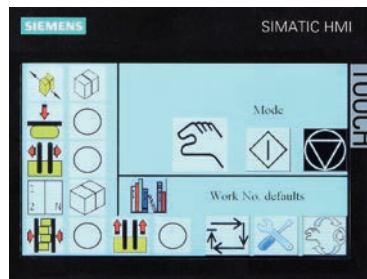 SIEMENS
SIMATIC HMI
TOUCH
Mode
1
2 N
Work No. defaults